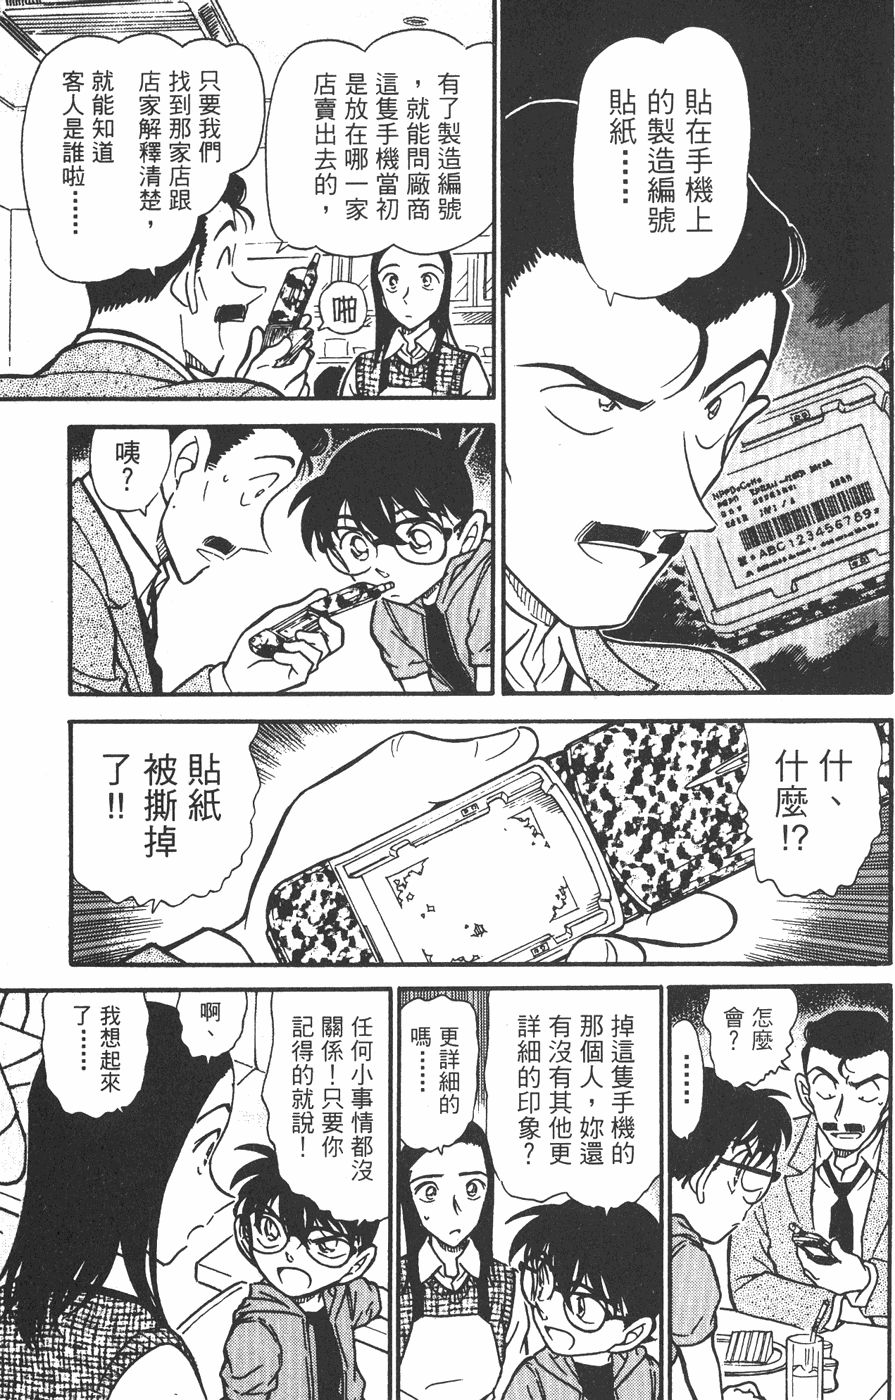 貼在手機上
的製造編號
貼紙……
NPPDoCoMo
*ABC123456789*
有了製造編號
，就能問廠商
這隻手機當初
是放在哪一家
店賣出去的，
只要我們
找到那家店跟
店家解釋清楚，
就能知道
客人是誰啦……
啪
咦？
什、
什麼!?
貼紙
被撕掉
了!!
怎麼
會？
……
掉這隻手機的
那個人，妳還
有沒有其他更
詳細的印象？
更詳細的
嗎……
任何小事情都沒
關係！只要你
記得的就說！
啊、
我想起來
了……